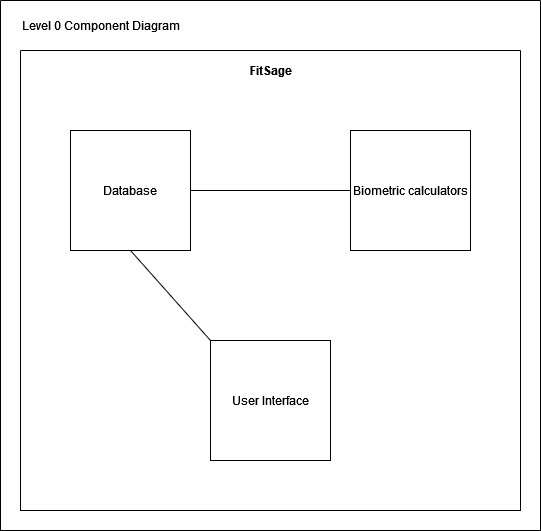 Level 0 Component Diagram
FitSage
Database
Biometric calculators
User Interface